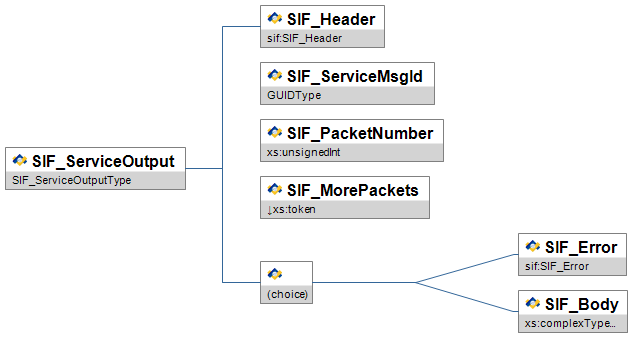 SIF_Header
sif:SIF_Header
SIF_ServiceMsgId
GUIDType
SIF_PacketNumber
xs:unsignedInt
SIF_ServiceOutput
SIF_ServiceOutputType
SIF_MorePackets
↓xs:token
SIF_Error
sif:SIF_Error
(choice)
SIF_Body
xs:complexType...